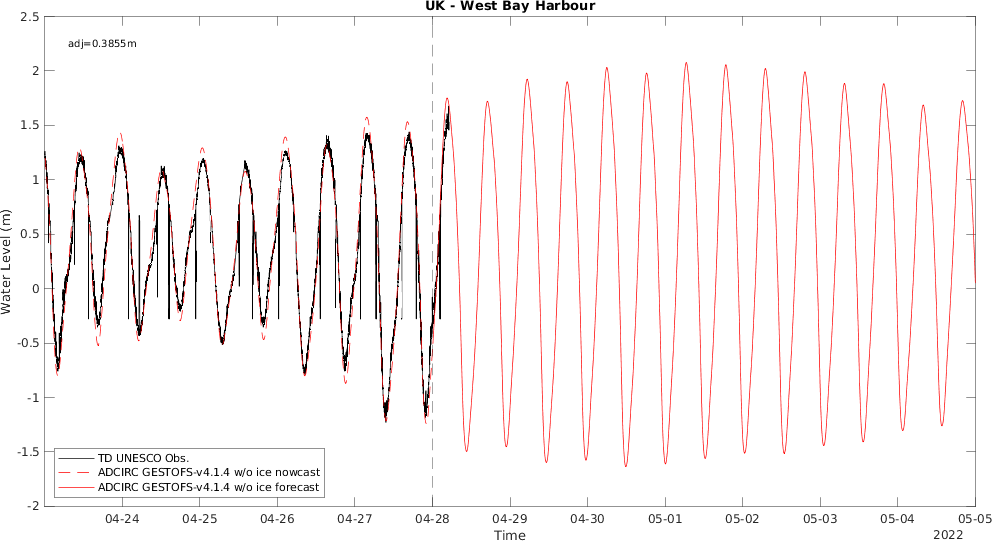 UK - West Bay Harbour
adj=0.3855m
2.5
2
1.5
1
0.5
0
-0.5
-1
-1.5
-2
Water Level (m)
TD UNESCO Obs.
ADCIRC GESTOFS-v4.1.4 w/o ice nowcast
ADCIRC GESTOFS-v4.1.4 w/o ice forecast
04-24 04-25 04-26 04-27 04-28 04-29 04-30 05-01 05-02 05-03 05-04 05-05
Time
2022